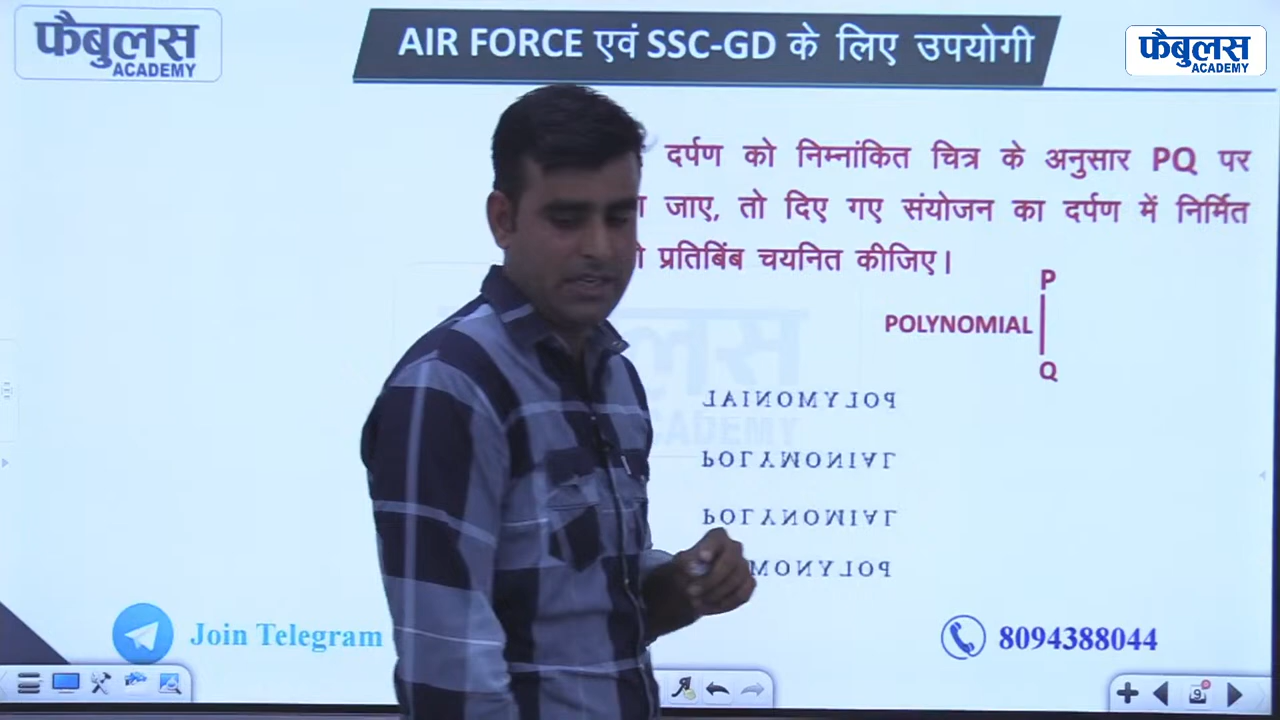 फैबुलस
ACADEMY
AIR FORCE एवं SSC-GD के लिए उपयोगी
फैबुलस
ACADEMY
दर्पण को निम्नांकित चित्र के अनुसार PQ पर
जाए, तो दिए गए संयोजन का दर्पण में निर्मित
प्रतिबिंब चयनित कीजिए।
P
POLYNOMIAL
Q
Join Telegram
8094388044